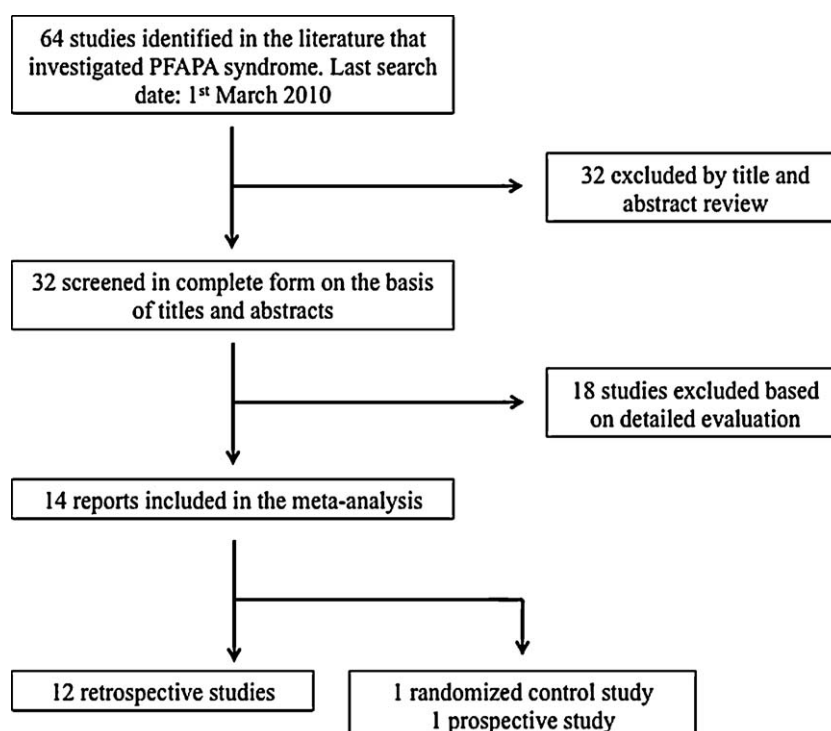 64 studies identified in the literature that
investigated PFAPA syndrome. Last search
date: 1st March 2010
32 excluded by title and
abstract review
32 screened in complete form on the basis
of titles and abstracts
18 studies excluded based
on detailed evaluation
14 reports included in the meta-analysis
12 retrospective studies
1 randomized control study
1 prospective study